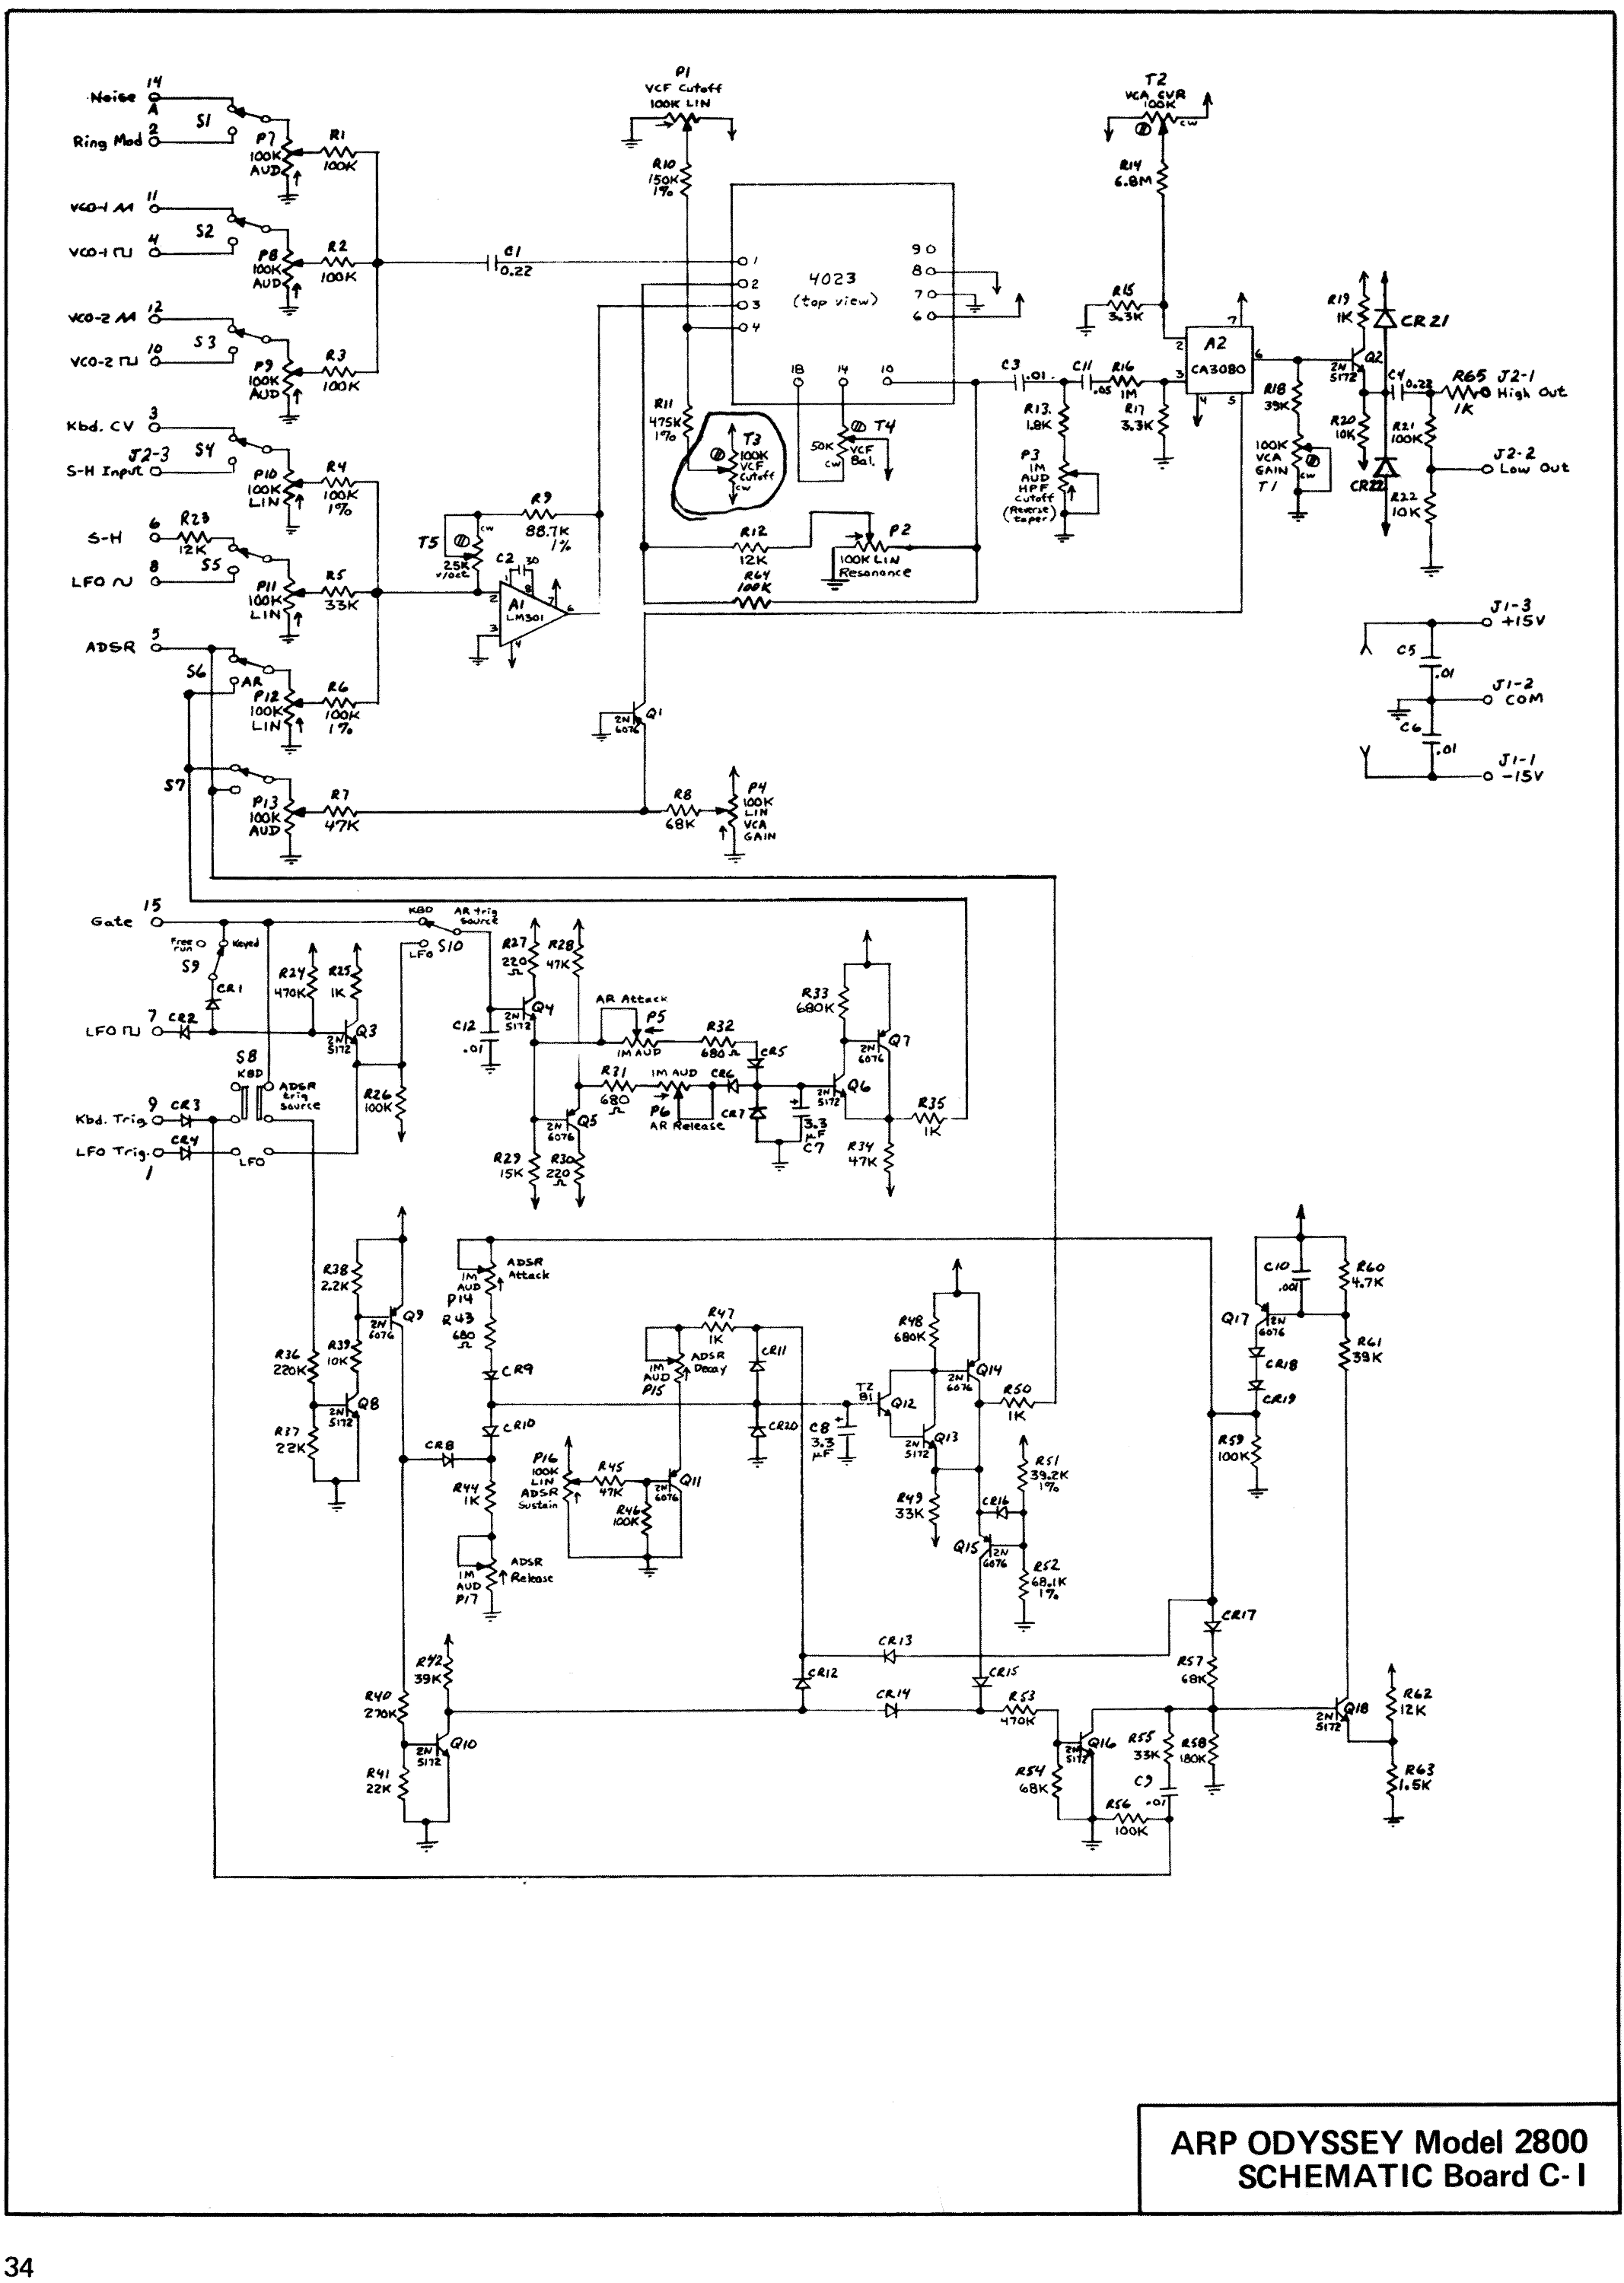 P1
VCF Cutoff
100K LIN
T2
VCA CVR
100K
CW
Noise
14
A
S1
Ring Mod
2
P7
100K
AUD
R1
100K
R10
150K
1%
R14
6.8M
VCO-1
11
S2
VCO-1
4
P8
100K
AUD
R2
100K
C1
0.22
1
2
3
4
4023
(top view)
9
8
7
6
18
14
10
VCO-2
12
S3
VCO-2
10
P9
100K
AUD
R3
100K
R15
3.3K
2
3
A2
CA3080
7
6
4
5
R19
1K
CR21
Q2
2N
5172
C4
0.22
R65
1K
J2-1
High Out
C3
.01
C11
.05
R16
1M
R13
1.8K
R17
3.3K
R18
39K
R20
10K
R21
100K
J2-2
Low Out
CR22
R22
10K
100K
VCA
GAIN
T1
CW
P3
1M
AUD
HPF
Cutoff
(Reverse
taper)
R11
475K
1%
T3
100K
VCF
Cutoff
CW
50K
CW
T4
VCF
Bal.
Kbd. CV
3
J2-3
S-H Input
S4
P10
100K
LIN
R4
100K
1%
S-H
6
R23
12K
S5
LFO
8
P11
100K
LIN
R5
33K
R9
88.7K
1%
T5
CW
25K
V/oct
C2
30
1
8
2
3
A1
LM301
7
6
4
R12
12K
P2
100K LIN
Resonance
R64
100K
J1-3
+15V
C5
.01
J1-2
COM
C6
.01
J1-1
-15V
ADSR
5
S6
AR
P12
100K
LIN
R6
100K
1%
Q1
2N
6076
S7
P13
100K
AUD
R7
47K
R8
68K
P4
100K
LIN
VCA
GAIN
Gate
15
Free
run
Keyed
S9
CR1
KBD
AR trig
source
LFO
S10
R24
470K
R25
1K
LFO
7
CR2
Q3
2N
5172
R26
100K
S8
KBD
ADSR
trig
source
Kbd. Trig
9
CR3
LFO Trig.
1
CR4
LFO
C12
.01
R27
220
Ω
R28
47K
Q4
2N
5172
AR Attack
P5
1M AUD
R32
680Ω
CR5
R31
680
Ω
1M AUD
P6
AR Release
CR6
CR7
3.3
µF
C7
Q5
2N
6076
R29
15K
R30
220
Ω
R33
680K
Q7
2N
6076
Q6
2N
5172
R35
1K
R34
47K
R38
2.2K
Q9
2N
6076
R39
10K
R36
220K
Q8
2N
5172
R37
22K
ADSR
Attack
1M
AUD
P14
R43
680
Ω
CR9
CR10
CR8
R44
1K
ADSR
Release
1M
AUD
P17
R47
1K
ADSR
Decay
1M
AUD
P15
CR11
CR20
P16
100K
LIN
ADSR
Sustain
R45
47K
R46
100K
Q11
2N
6076
C8
3.3
µF
TZ
81
Q12
R48
680K
Q14
2N
6076
Q13
2N
5172
R50
1K
R49
33K
R51
39.2K
1%
CR16
Q15
2N
6076
R52
68.1K
1%
C10
.001
R60
4.7K
Q17
2N
6076
CR18
CR19
R61
39K
R59
100K
CR17
R57
68K
R42
39K
R40
270K
Q10
2N
5172
R41
22K
CR13
CR12
CR14
CR15
R53
470K
Q16
2N
5172
R54
68K
R55
33K
C9
.01
R56
100K
R58
180K
Q18
2N
5172
R62
12K
R63
1.5K
ARP ODYSSEY Model 2800
SCHEMATIC Board C-I
34